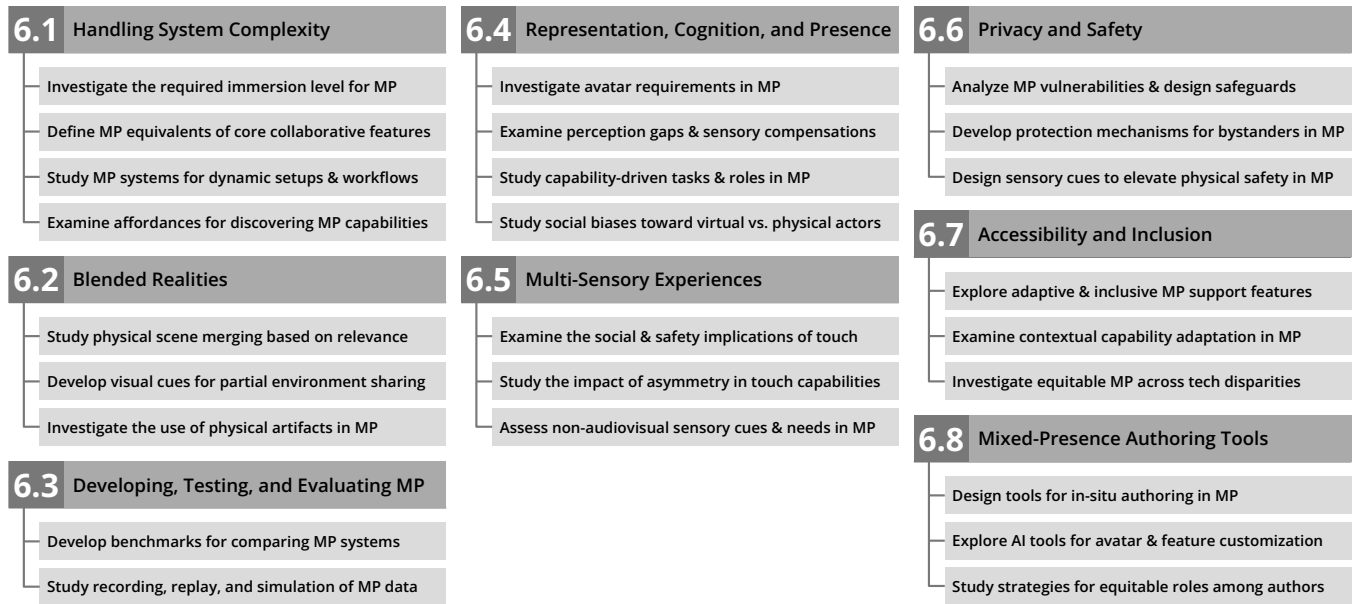 6.1 Handling System Complexity
Investigate the required immersion level for MP
Define MP equivalents of core collaborative features
Study MP systems for dynamic setups & workflows
Examine affordances for discovering MP capabilities
6.2 Blended Realities
Study physical scene merging based on relevance
Develop visual cues for partial environment sharing
Investigate the use of physical artifacts in MP
6.3 Developing, Testing, and Evaluating MP
Develop benchmarks for comparing MP systems
Study recording, replay, and simulation of MP data
6.4 Representation, Cognition, and Presence
Investigate avatar requirements in MP
Examine perception gaps & sensory compensations
Study capability-driven tasks & roles in MP
Study social biases toward virtual vs. physical actors
6.5 Multi-Sensory Experiences
Examine the social & safety implications of touch
Study the impact of asymmetry in touch capabilities
Assess non-audiovisual sensory cues & needs in MP
6.6 Privacy and Safety
Analyze MP vulnerabilities & design safeguards
Develop protection mechanisms for bystanders in MP
Design sensory cues to elevate physical safety in MP
6.7 Accessibility and Inclusion
Explore adaptive & inclusive MP support features
Examine contextual capability adaptation in MP
Investigate equitable MP across tech disparities
6.8 Mixed-Presence Authoring Tools
Design tools for in-situ authoring in MP
Explore AI tools for avatar & feature customization
Study strategies for equitable roles among authors